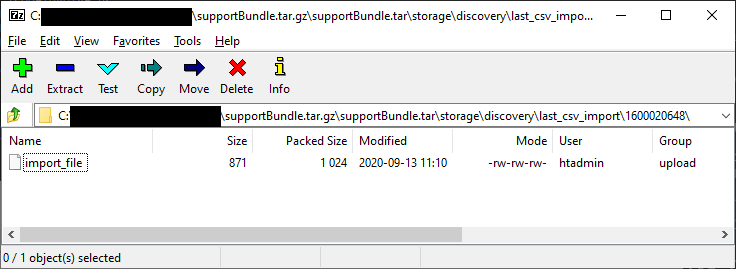 7z C:\supportBundle.tar.gz\supportBundle.tar\storage\discovery\last_csv_impo...
File Edit View Favorites Tools Help
Add Extract Test Copy Move Delete Info
C:\supportBundle.tar.gz\supportBundle.tar\storage\discovery\last_csv_import\1600020648\
Name Size Packed Size Modified Mode User Group
import_file 871 1 024 2020-09-13 11:10 -rw-rw-rw- htadmin upload
0 / 1 object(s) selected